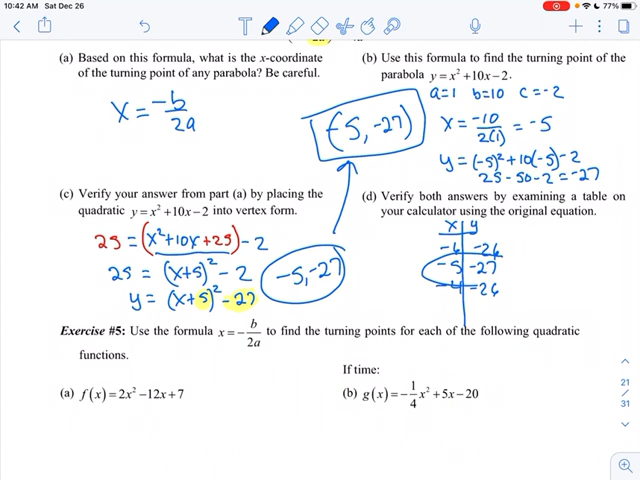 10:42 AM Sat Dec 26
77%
(a) Based on this formula, what is the x-coordinate
of the turning point of any parabola? Be careful.
x = -b/2a
(b) Use this formula to find the turning point of the
parabola y = x² + 10x − 2.
a=1 b=10 c=-2
x = -10/2(1) = -5
y = (-5)² + 10(-5) - 2
25 - 50 - 2 = -27
(-5, -27)
(c) Verify your answer from part (a) by placing the
quadratic y = x² + 10x − 2 into vertex form.
25 = (x² + 10x + 25) - 2
25 = (x+5)² - 2
y = (x+5)² - 27
-5, -27
(d) Verify both answers by examining a table on
your calculator using the original equation.
x y
-6 -26
-5 -27
-4 -26
Exercise #5: Use the formula x = −b/2a to find the turning points for each of the following quadratic
functions.
(a) f(x) = 2x² − 12x + 7
If time:
(b) g(x) = −1/4x² + 5x − 20
21
31